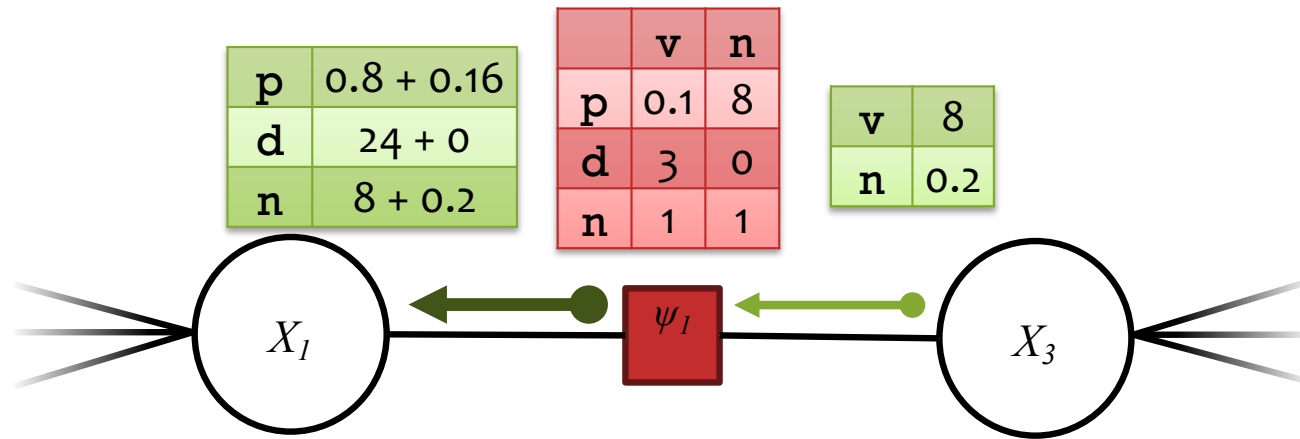 p 0.8 + 0.16
d 24 + 0
n 8 + 0.2
v n
p 0.1 8
d 3 0
n 1 1
v 8
n 0.2
X1
ψ1
X3